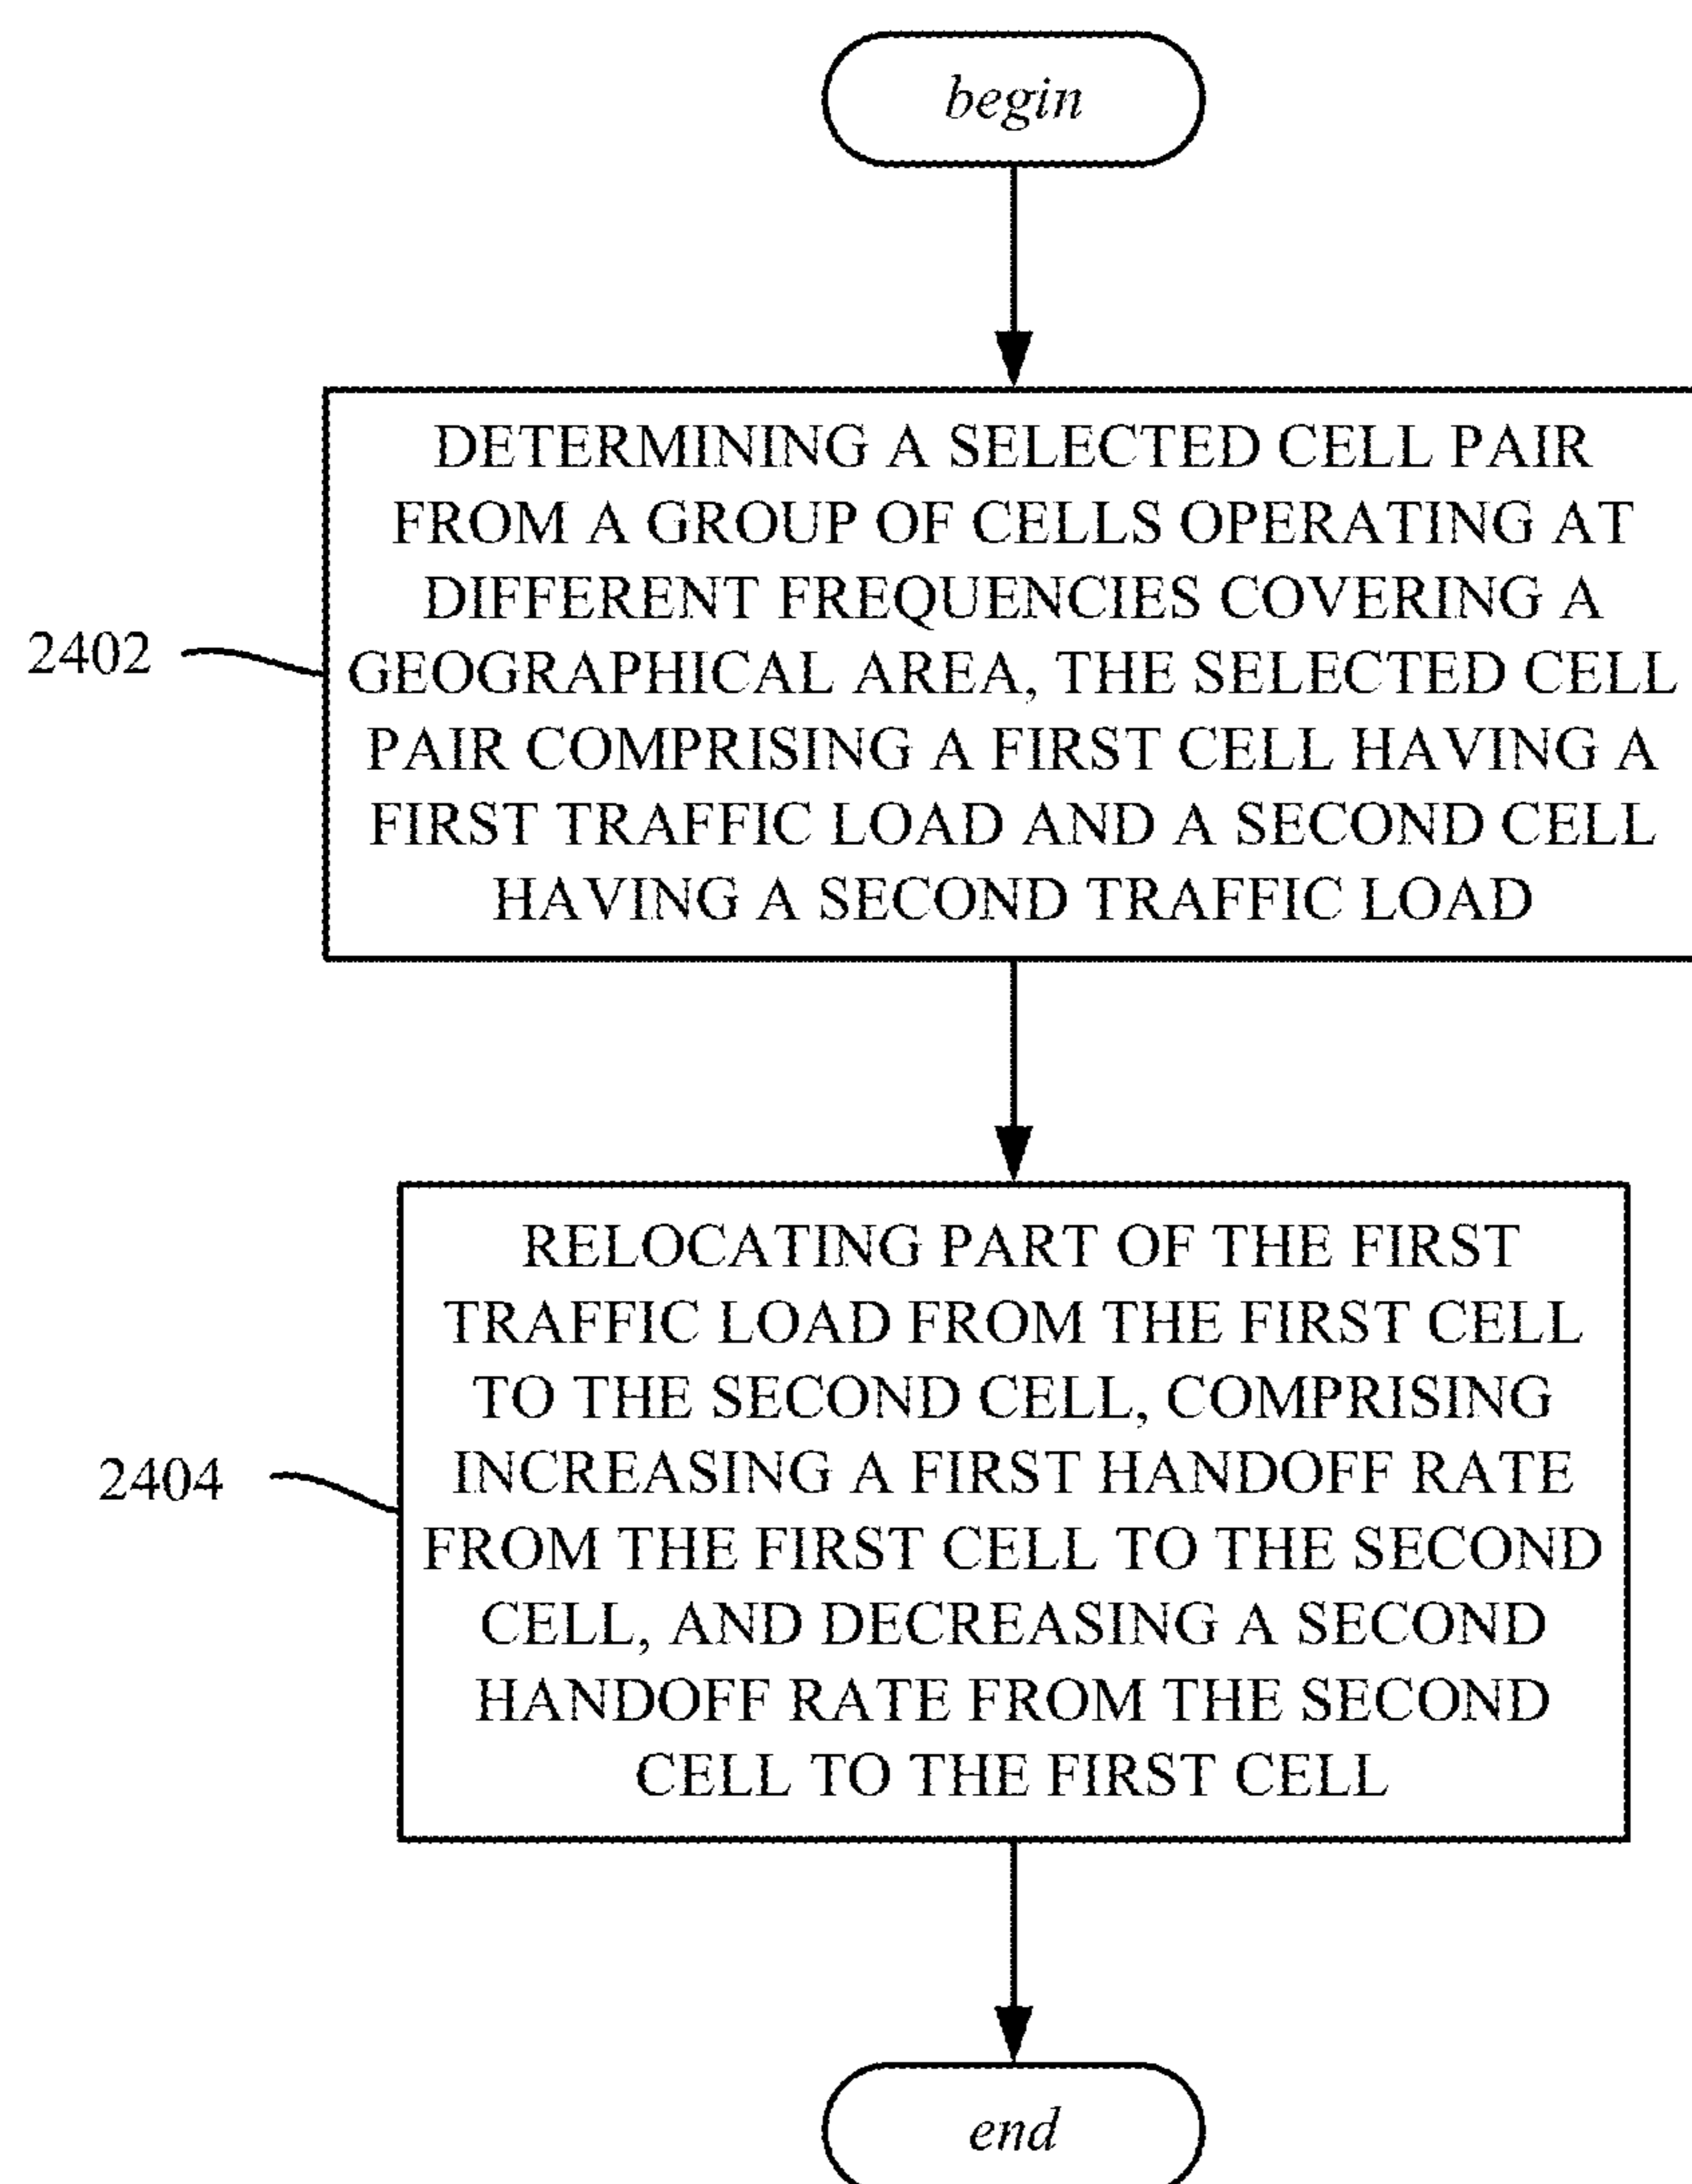 begin
DETERMINING A SELECTED CELL PAIR
FROM A GROUP OF CELLS OPERATING AT
DIFFERENT FREQUENCIES COVERING A
2402
GEOGRAPHICAL AREA, THE SELECTED CELL
PAIR COMPRISING A FIRST CELL HAVING A
FIRST TRAFFIC LOAD AND A SECOND CELL
HAVING A SECOND TRAFFIC LOAD
RELOCATING PART OF THE FIRST
TRAFFIC LOAD FROM THE FIRST CELL
TO THE SECOND CELL, COMPRISING
INCREASING A FIRST HANDOFF RATE
2404
FROM THE FIRST CELL TO THE SECOND
CELL, AND DECREASING A SECOND
HANDOFF RATE FROM THE SECOND
CELL TO THE FIRST CELL
end